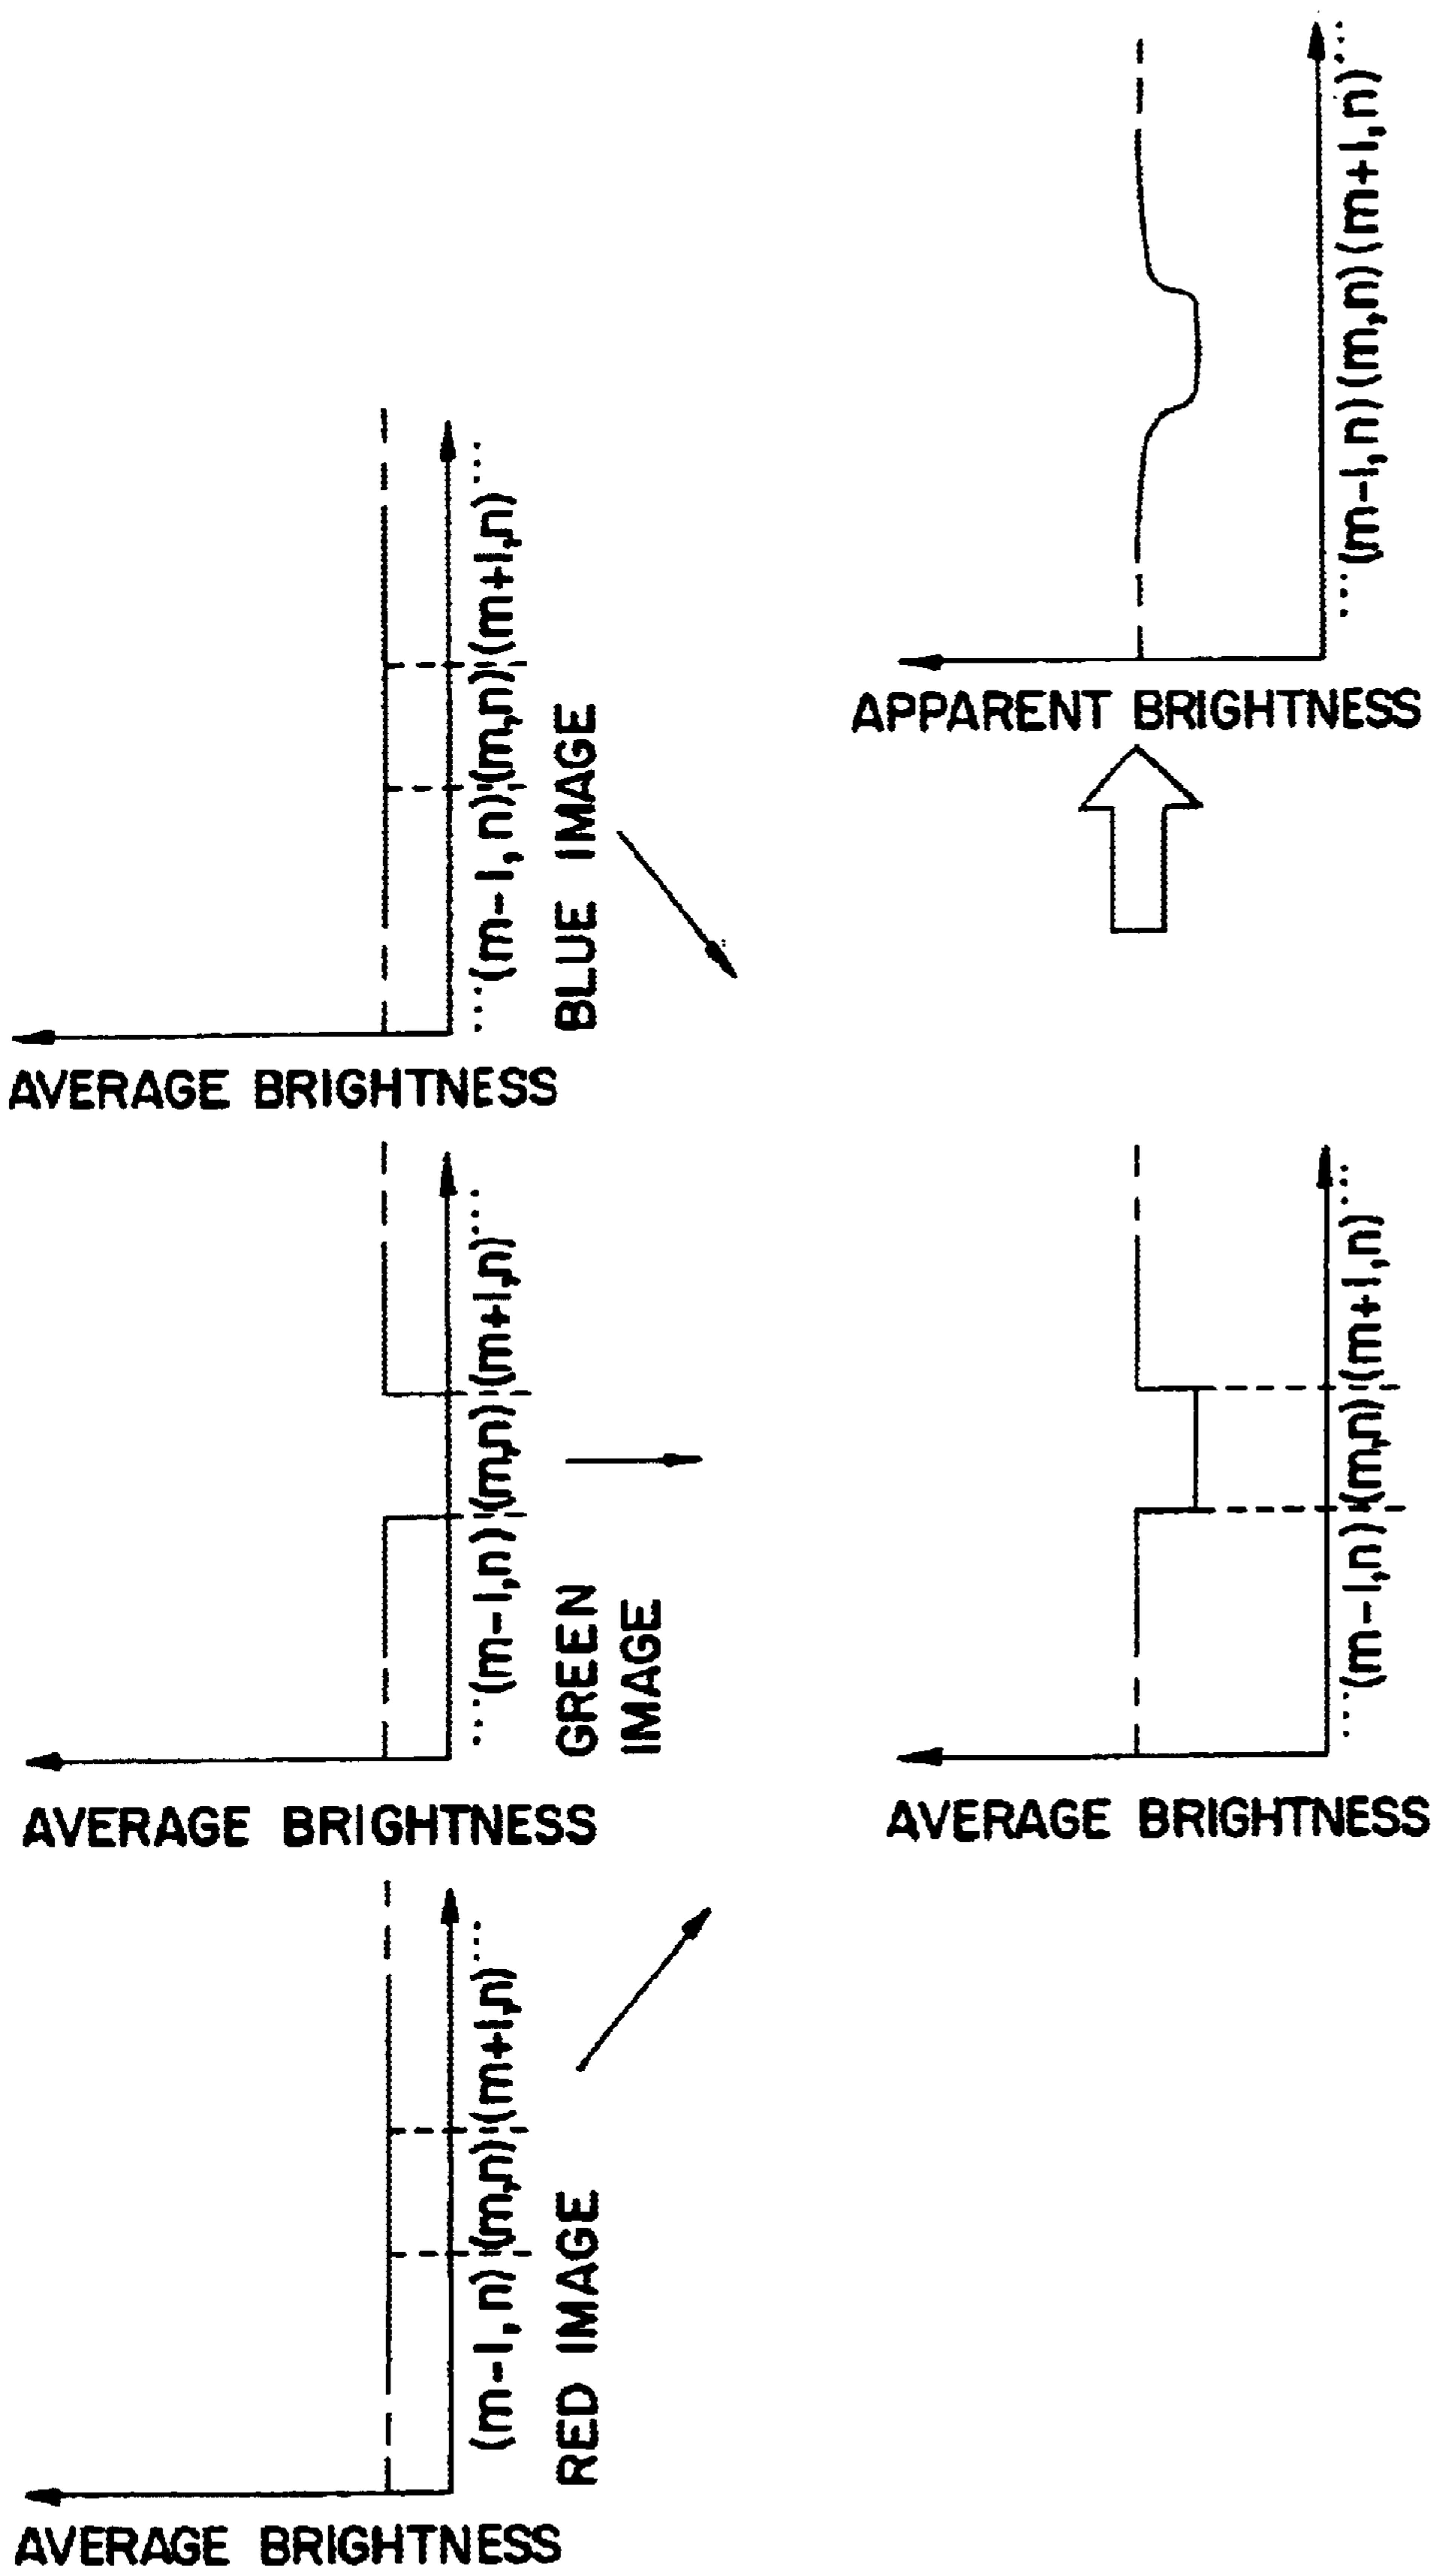 AVERAGE BRIGHTNESS
(m-1, n) (m,n) (m+1,n)...
RED IMAGE
AVERAGE BRIGHTNESS
...(m-1,n) (m,n) (m+1,n)...
GREEN
IMAGE
AVERAGE BRIGHTNESS
...(m-1, n) (m,n) (m+1,n)...
BLUE IMAGE
AVERAGE BRIGHTNESS
...(m-1,n) (m,n) (m+1,n)...
APPARENT BRIGHTNESS
...(m-1,n) (m,n) (m+1,n)...